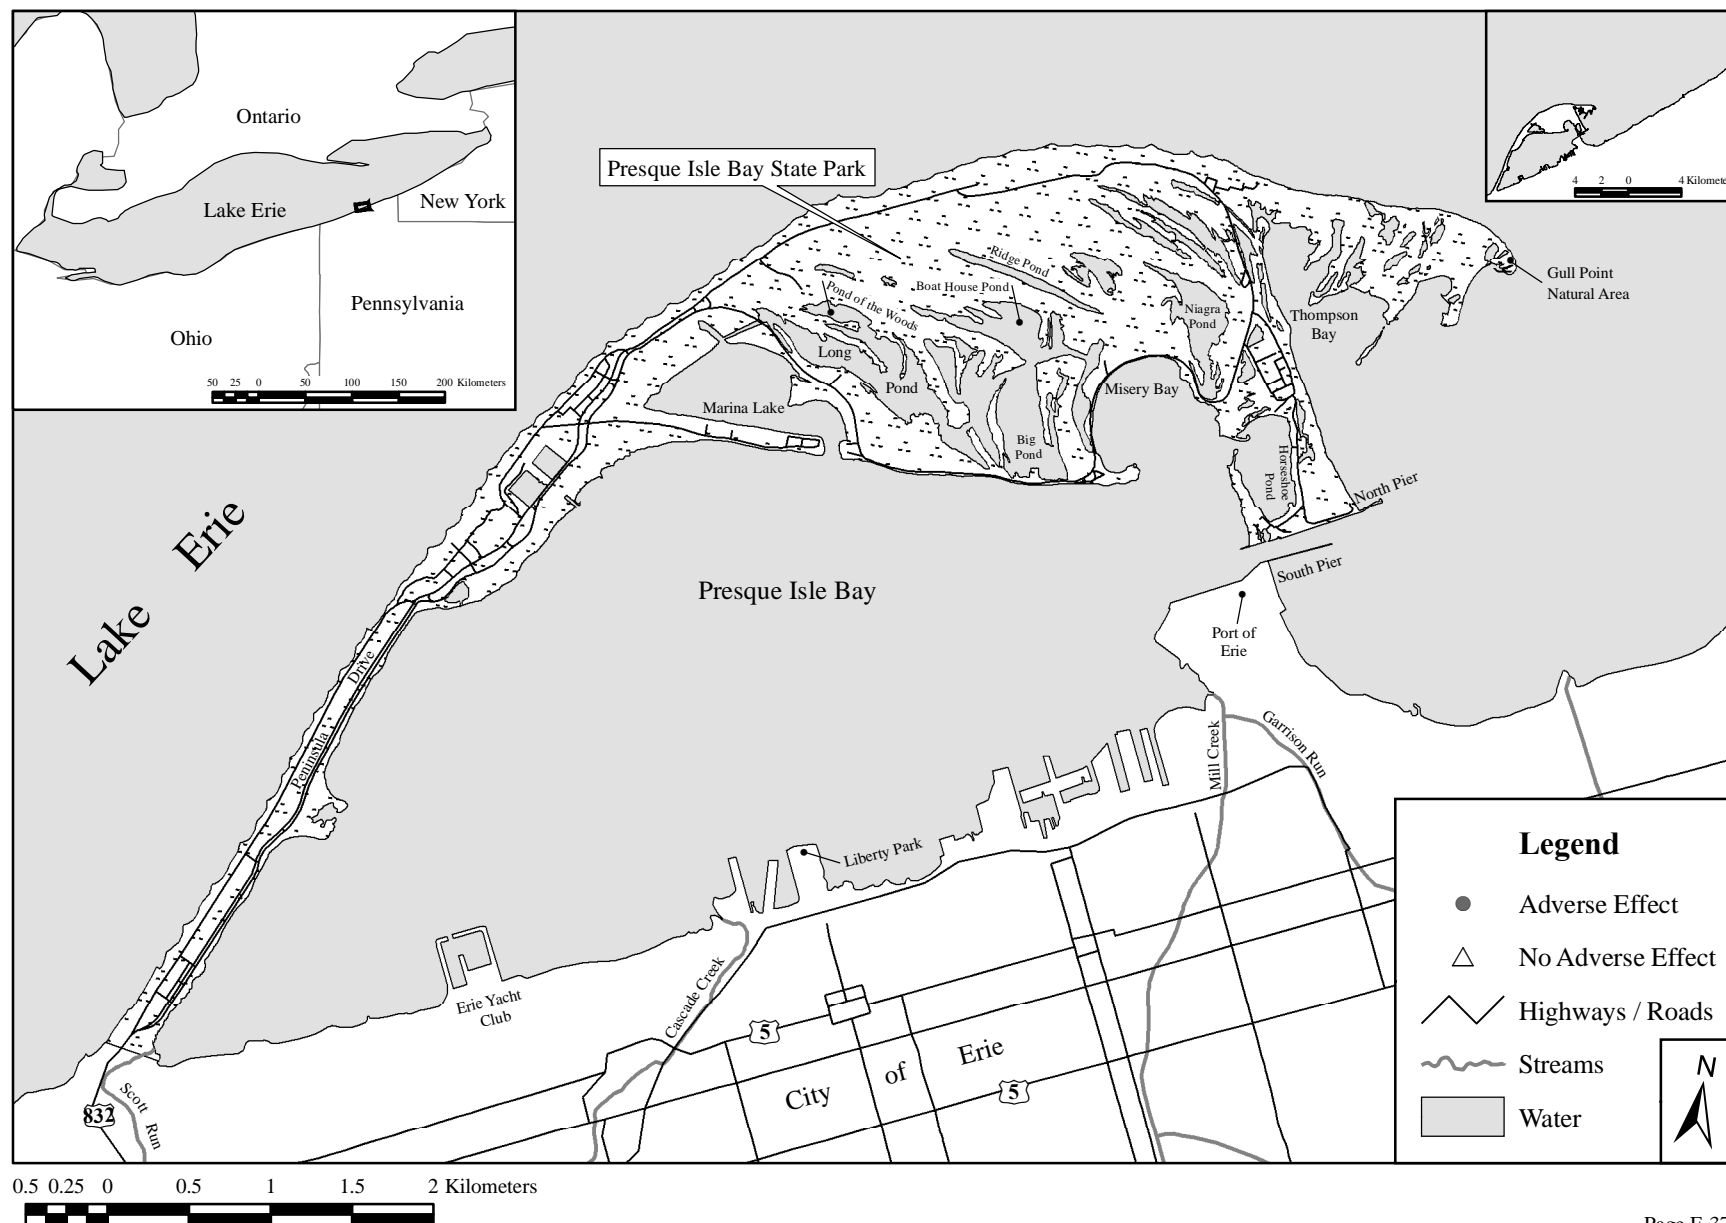 Ontario
Lake Erie
New York
Pennsylvania
Ohio
50 25 0 50 100 150 200 Kilometers
4 2 0 4 Kilomete
Presque Isle Bay State Park
Ridge Pond
Boat House Pond
Pond of the Woods
Niagra
Pond
Thompson
Bay
Gull Point
Natural Area
Long
Pond
Marina Lake
Misery Bay
Big
Pond
Horseshoe
Pond
North Pier
South Pier
Lake Erie
Presque Isle Bay
Port of
Erie
Peninsula Drive
Mill Creek
Garrison Run
Liberty Park
Erie Yacht
Club
Cascade Creek
5
City of Erie
5
832
Scott Run
Legend
Adverse Effect
No Adverse Effect
Highways / Roads
Streams
Water
N
0.5 0.25 0 0.5 1 1.5 2 Kilometers